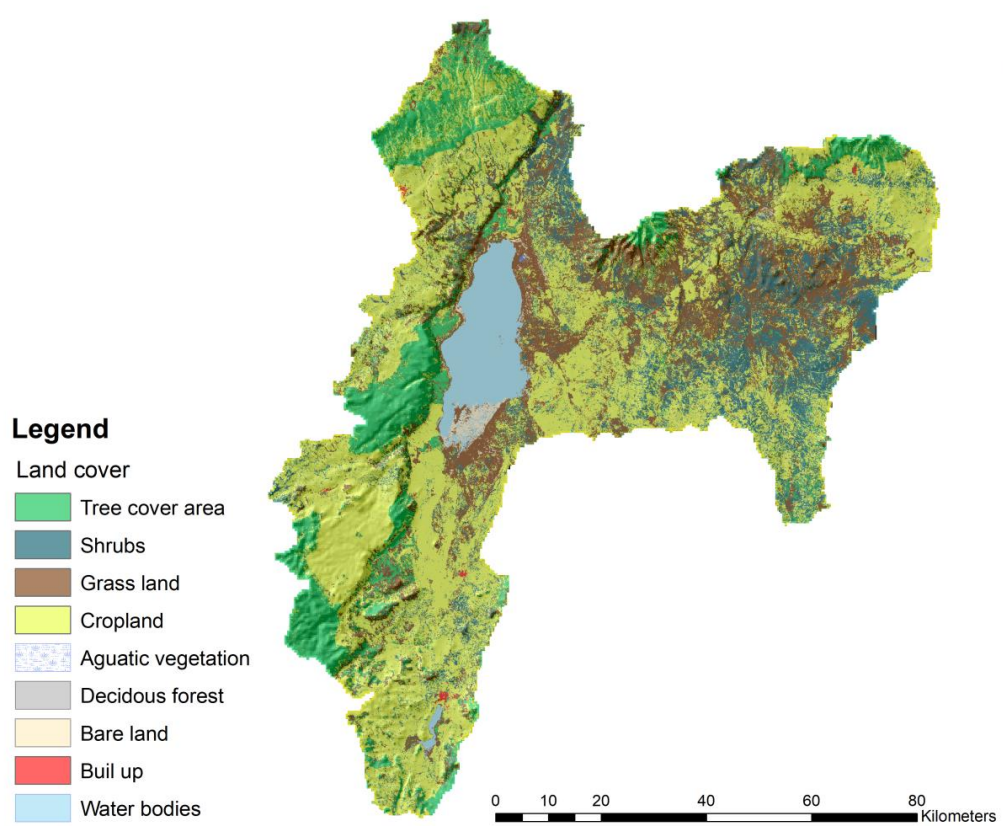 Legend
Land cover
Tree cover area
Shrubs
Grass land
Cropland
Aguatic vegetation
Decidous forest
Bare land
Buil up
Water bodies
0 10 20 40 60 80
Kilometers